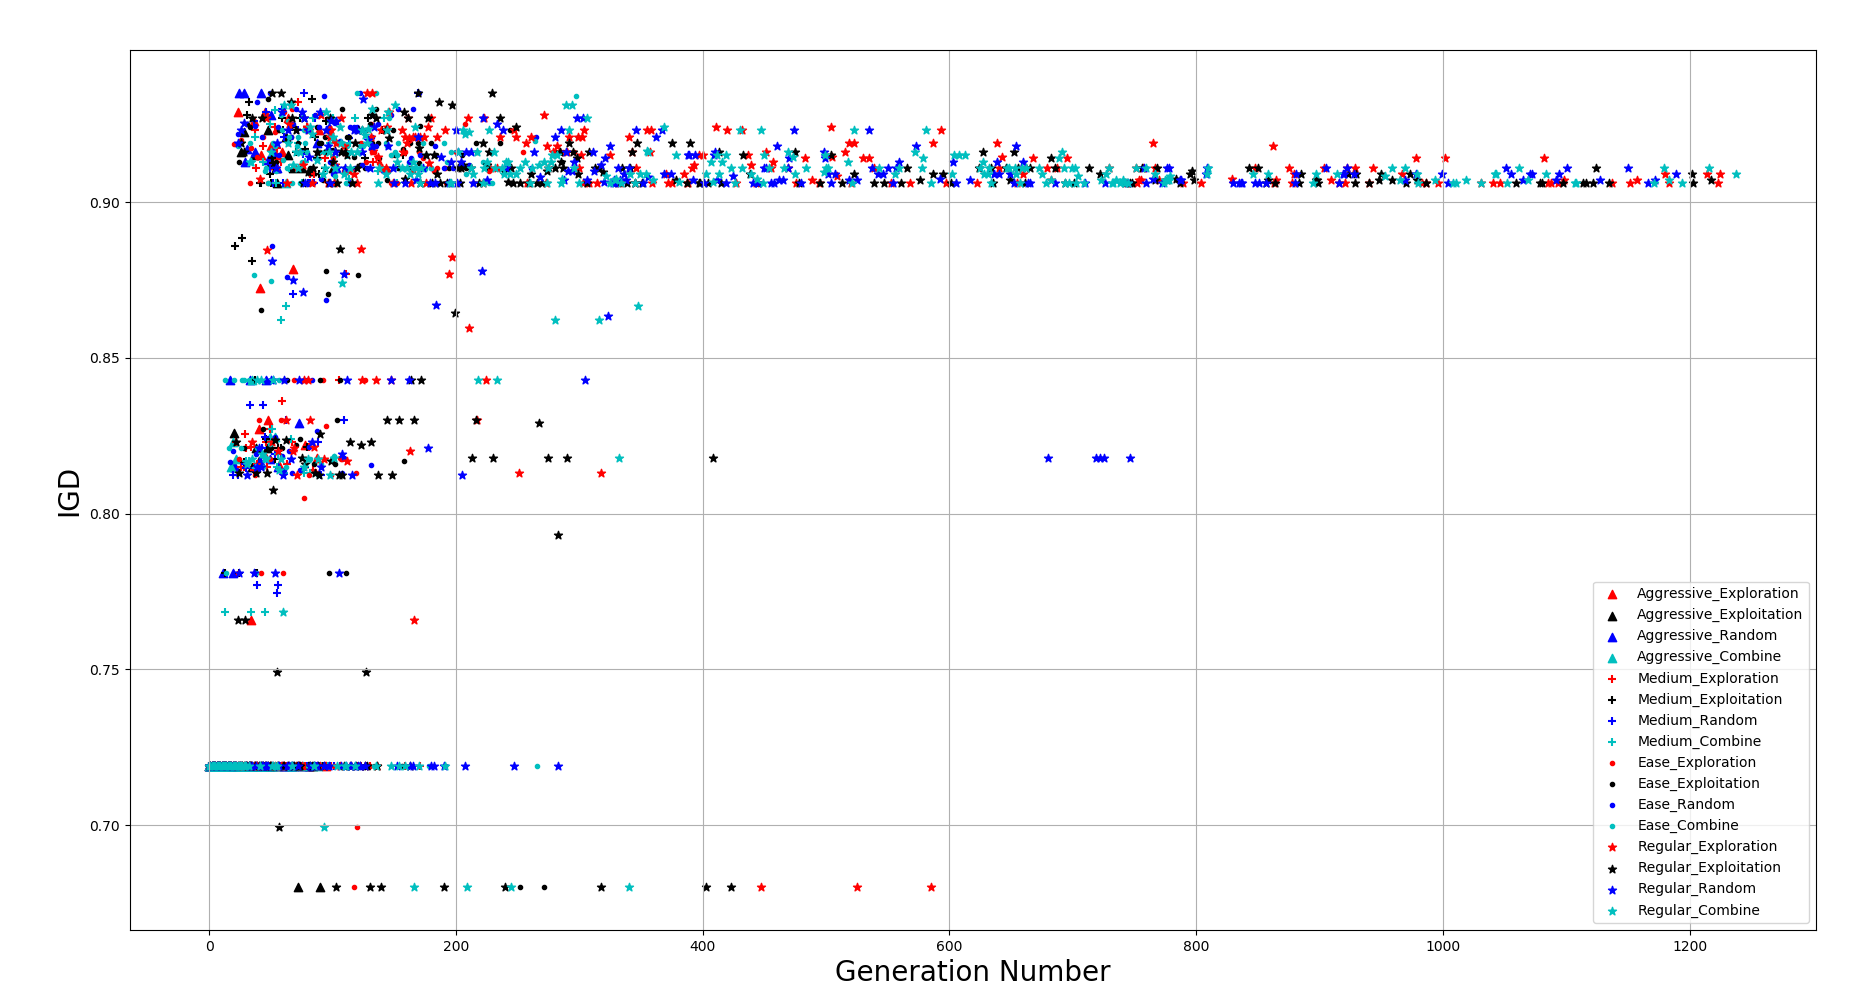 IGD
0.90
0.85
0.80
0.75
0.70
0
200
400
600
800
1000
1200
Generation Number
Aggressive_Exploration
Aggressive_Exploitation
Aggressive_Random
Aggressive_Combine
Medium_Exploration
Medium_Exploitation
Medium_Random
Medium_Combine
Ease_Exploration
Ease_Exploitation
Ease_Random
Ease_Combine
Regular_Exploration
Regular_Exploitation
Regular_Random
Regular_Combine